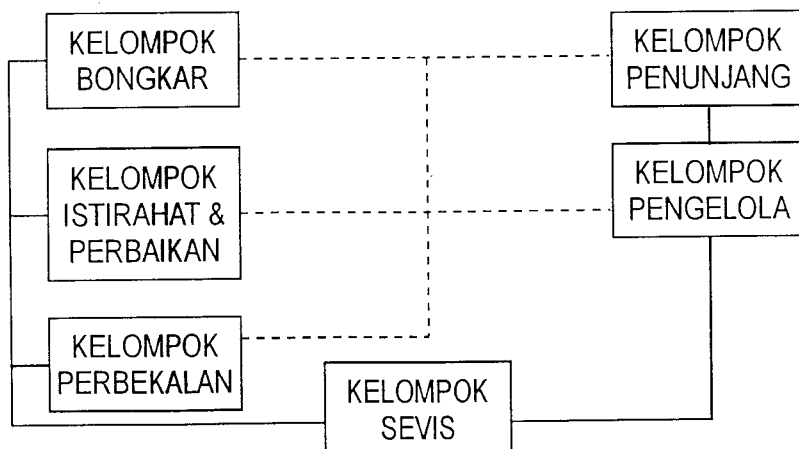 KELOMPOK
BONGKAR
KELOMPOK
PENUNJANG
KELOMPOK
ISTIRAHAT &
PERBAIKAN
KELOMPOK
PENGELOLA
KELOMPOK
PERBEKALAN
KELOMPOK
SEVIS